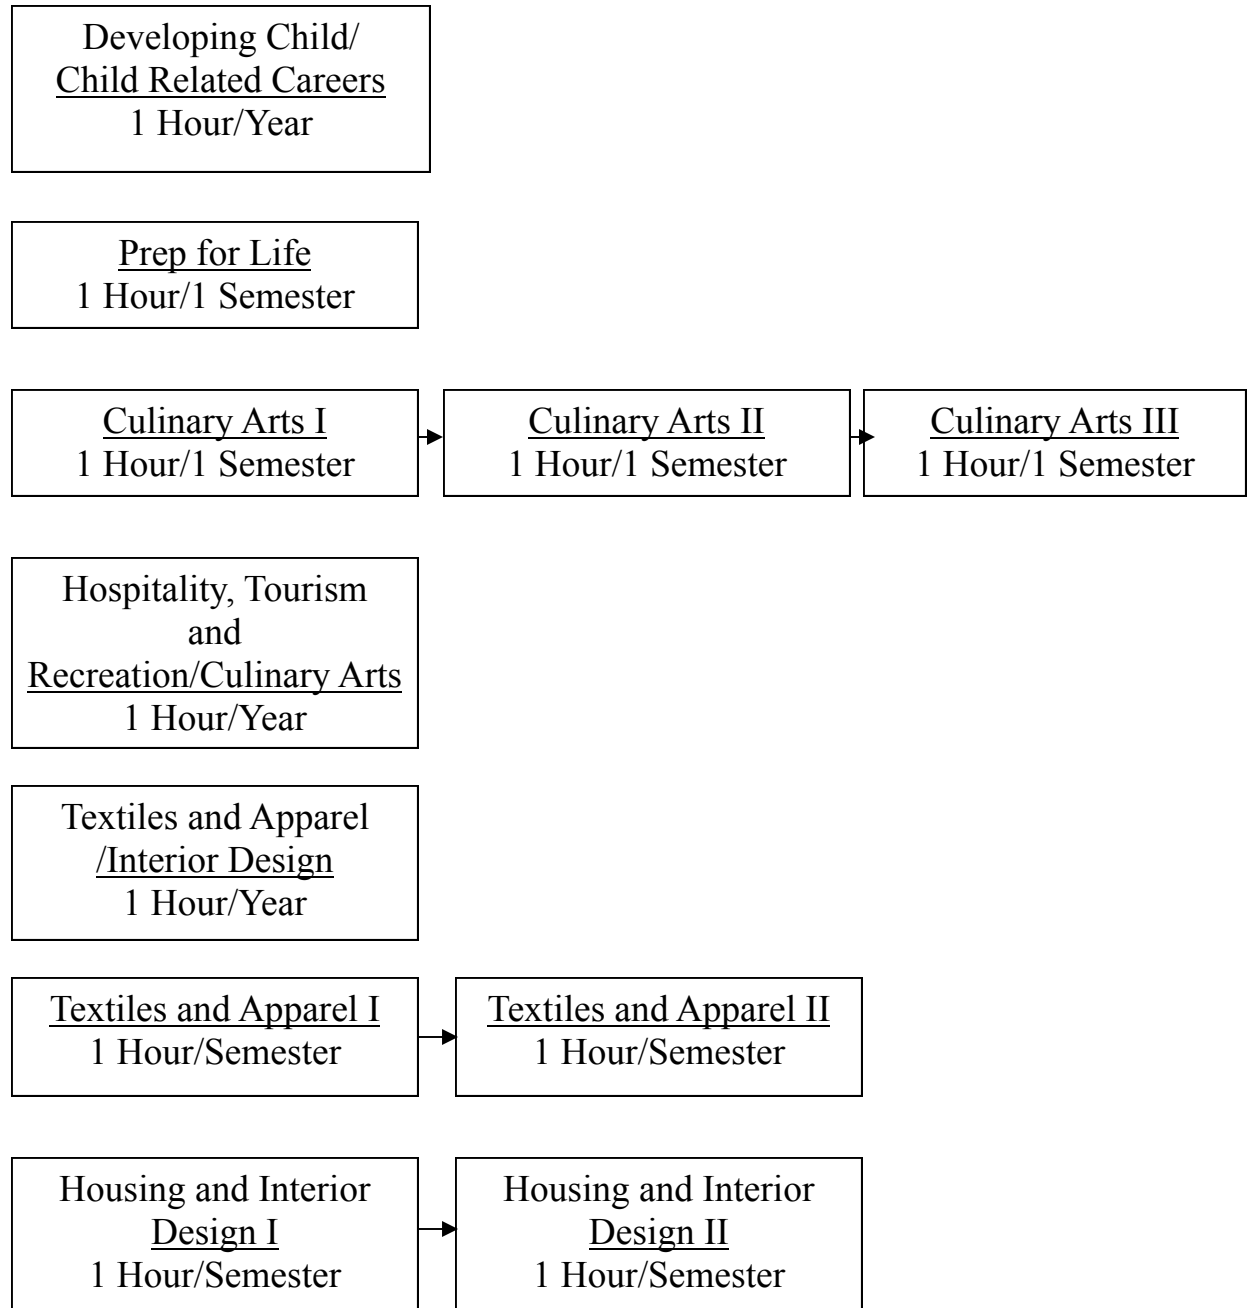 Developing Child/
Child Related Careers
1 Hour/Year
Prep for Life
1 Hour/1 Semester
Culinary Arts I
1 Hour/1 Semester
Culinary Arts II
1 Hour/1 Semester
Culinary Arts III
1 Hour/1 Semester
Hospitality, Tourism
and
Recreation/Culinary Arts
1 Hour/Year
Textiles and Apparel
/Interior Design
1 Hour/Year
Textiles and Apparel I
1 Hour/Semester
Textiles and Apparel II
1 Hour/Semester
Housing and Interior
Design I
1 Hour/Semester
Housing and Interior
Design II
1 Hour/Semester